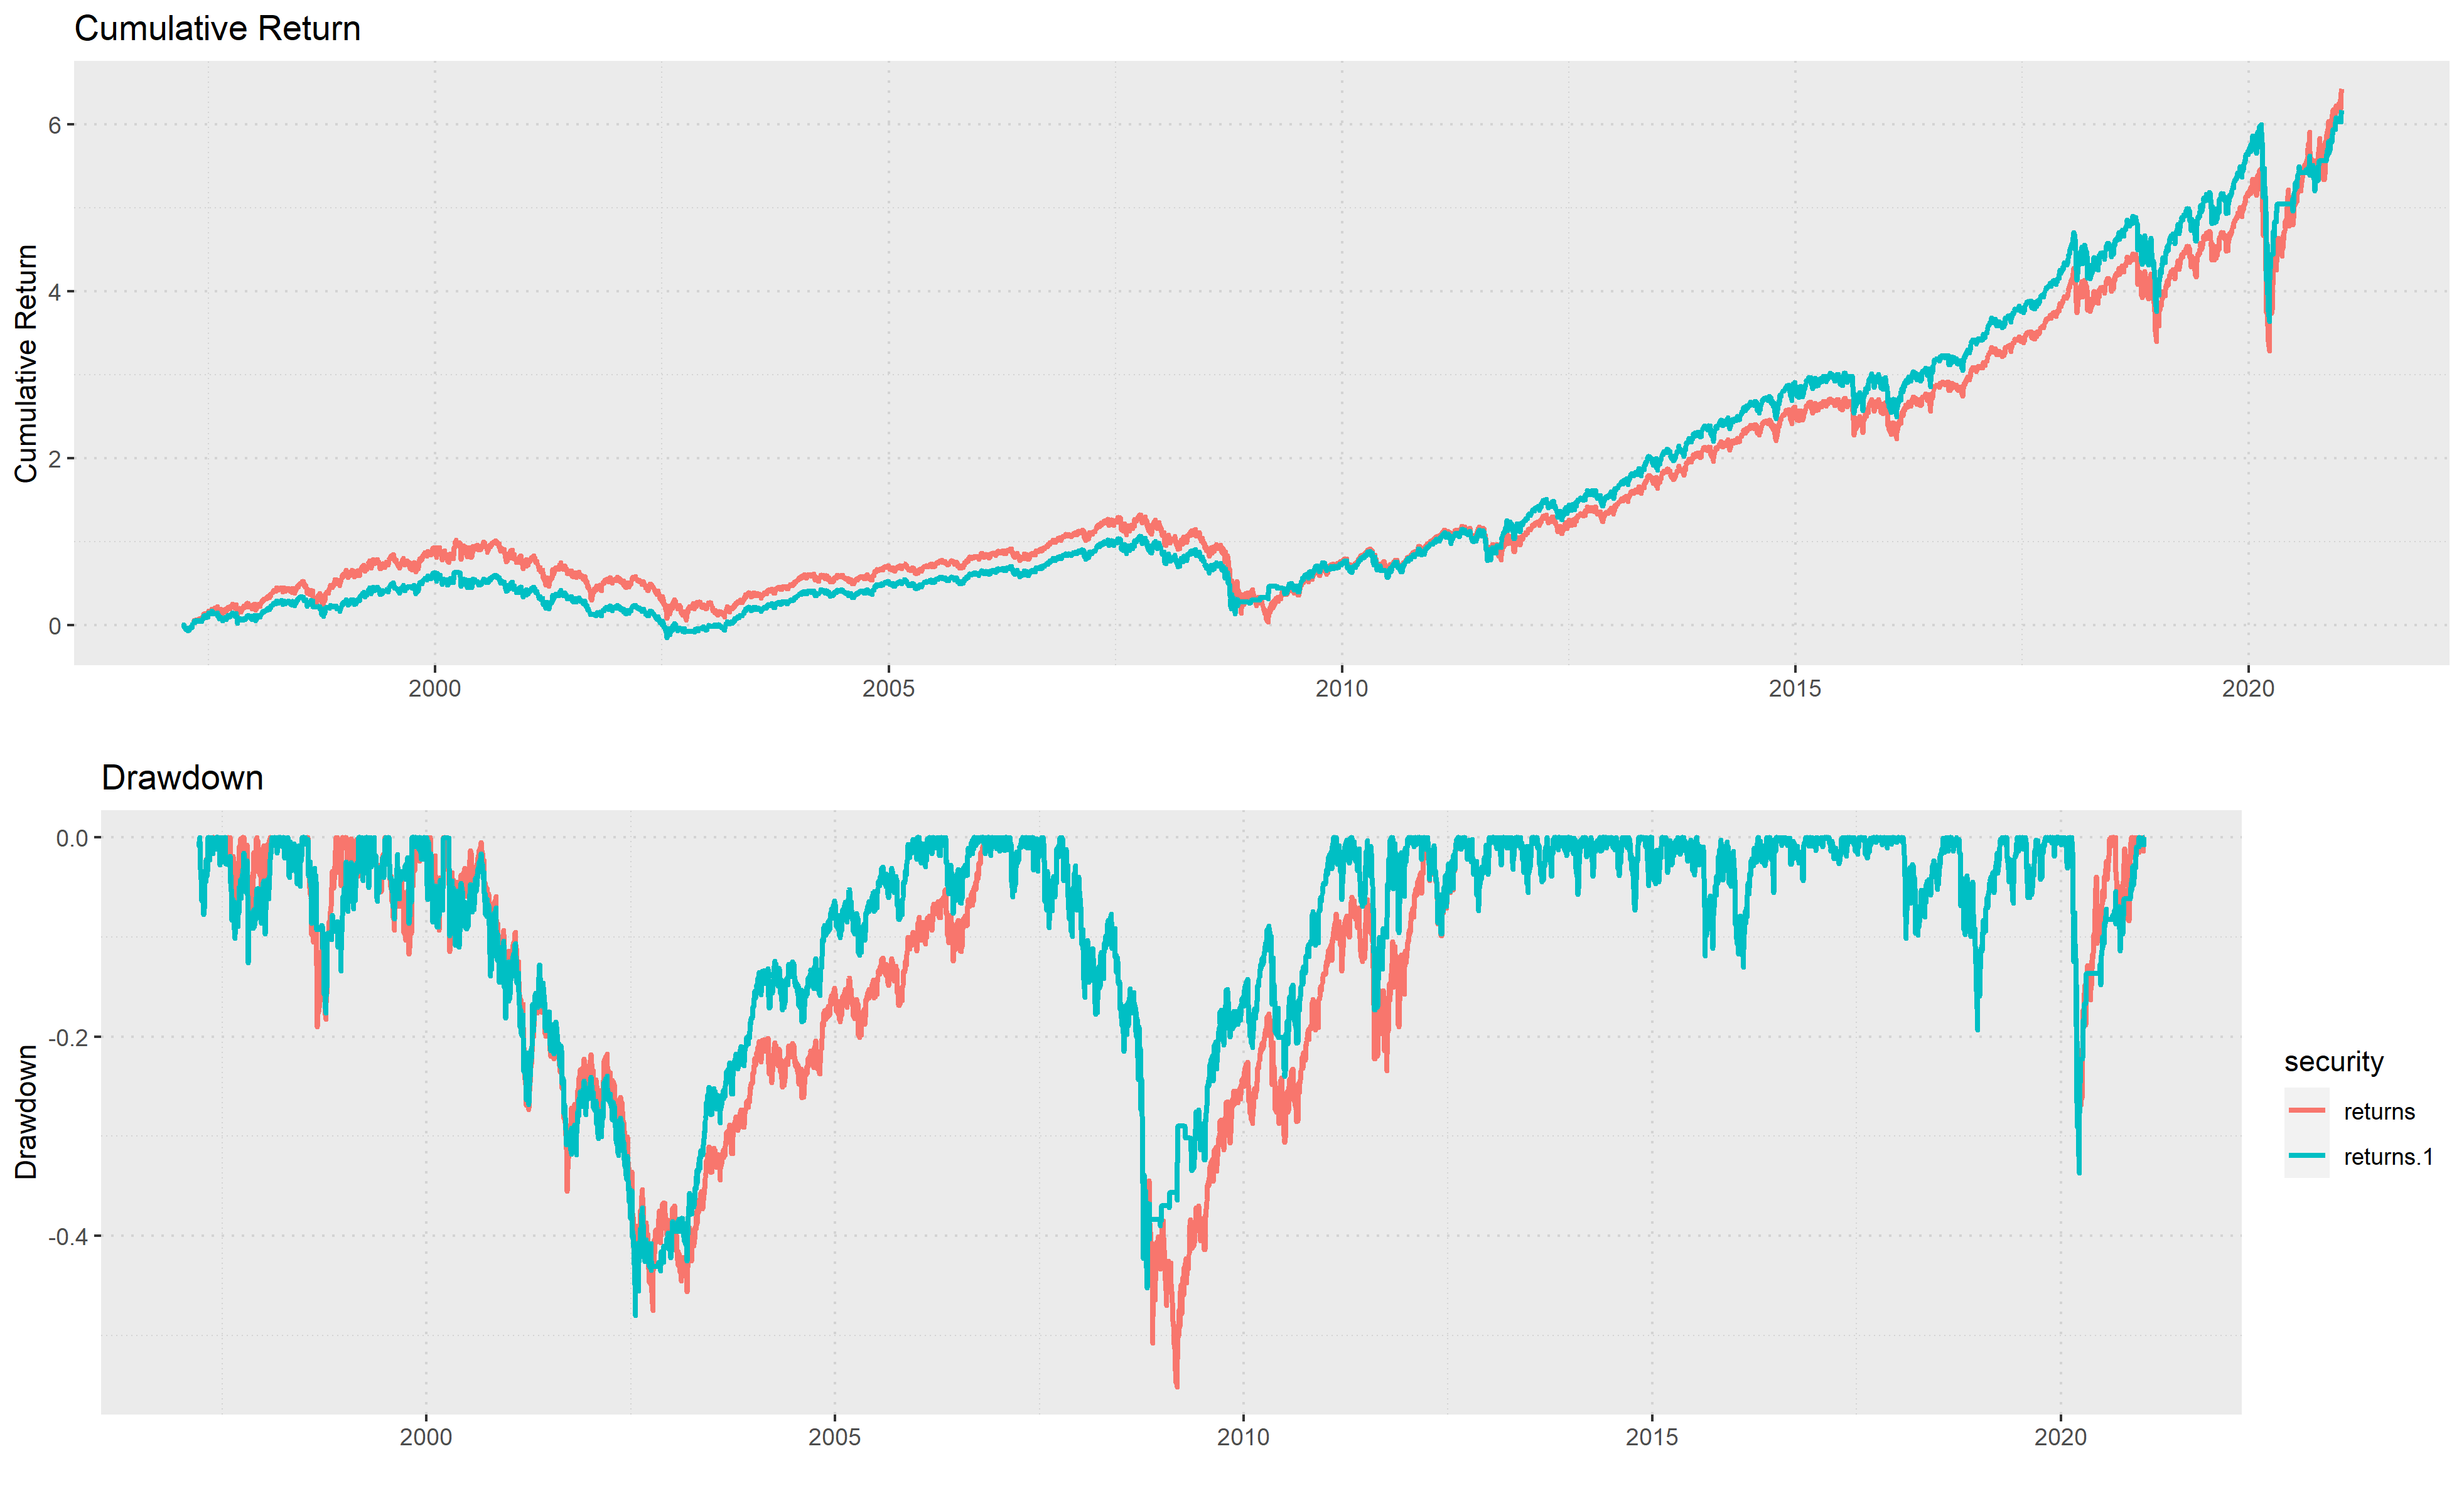 Cumulative Return
Cumulative Return
6
4
2
0
2000 2005 2010 2015 2020
Drawdown
Drawdown
0.0
-0.2
-0.4
2000 2005 2010 2015 2020
security
returns
returns.1